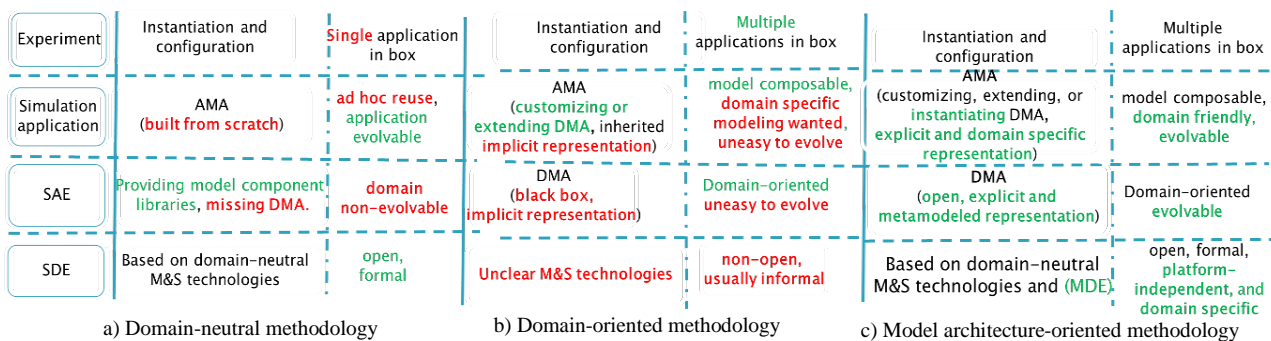 Experiment
Instantiation and
configuration
Single application
in box
Instantiation and
configuration
Multiple
applications in box
Instantiation and
configuration
Multiple
applications in box
Simulation
application
AMA
(built from scratch)
ad hoc reuse,
application
evolvable
AMA
(customizing or
extending DMA, inherited
implicit representation)
model composable,
domain specific
modeling wanted,
uneasy to evolve
AMA
(customizing, extending, or
instantiating DMA,
explicit and domain specific
representation)
model composable,
domain friendly,
evolvable
SAE
Providing model component
libraries, missing DMA.
domain
non-evolvable
DMA
(black box,
implicit representation)
Domain-oriented
uneasy to evolve
DMA
(open, explicit and
metamodeled representation)
Domain-oriented
evolvable
SDE
Based on domain-neutral
M&S technologies
open,
formal
Unclear M&S technologies
non-open,
usually informal
Based on domain-neutral
M&S technologies and (MDE)
open, formal,
platform-
independent, and
domain specific
a) Domain-neutral methodology
b) Domain-oriented methodology
c) Model architecture-oriented methodology